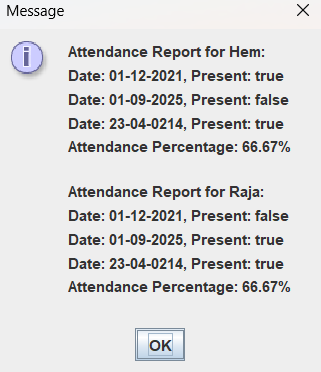 Message
Attendance Report for Hem:
Date: 01-12-2021, Present: true
Date: 01-09-2025, Present: false
Date: 23-04-0214, Present: true
Attendance Percentage: 66.67%
Attendance Report for Raja:
Date: 01-12-2021, Present: false
Date: 01-09-2025, Present: true
Date: 23-04-0214, Present: true
Attendance Percentage: 66.67%
OK